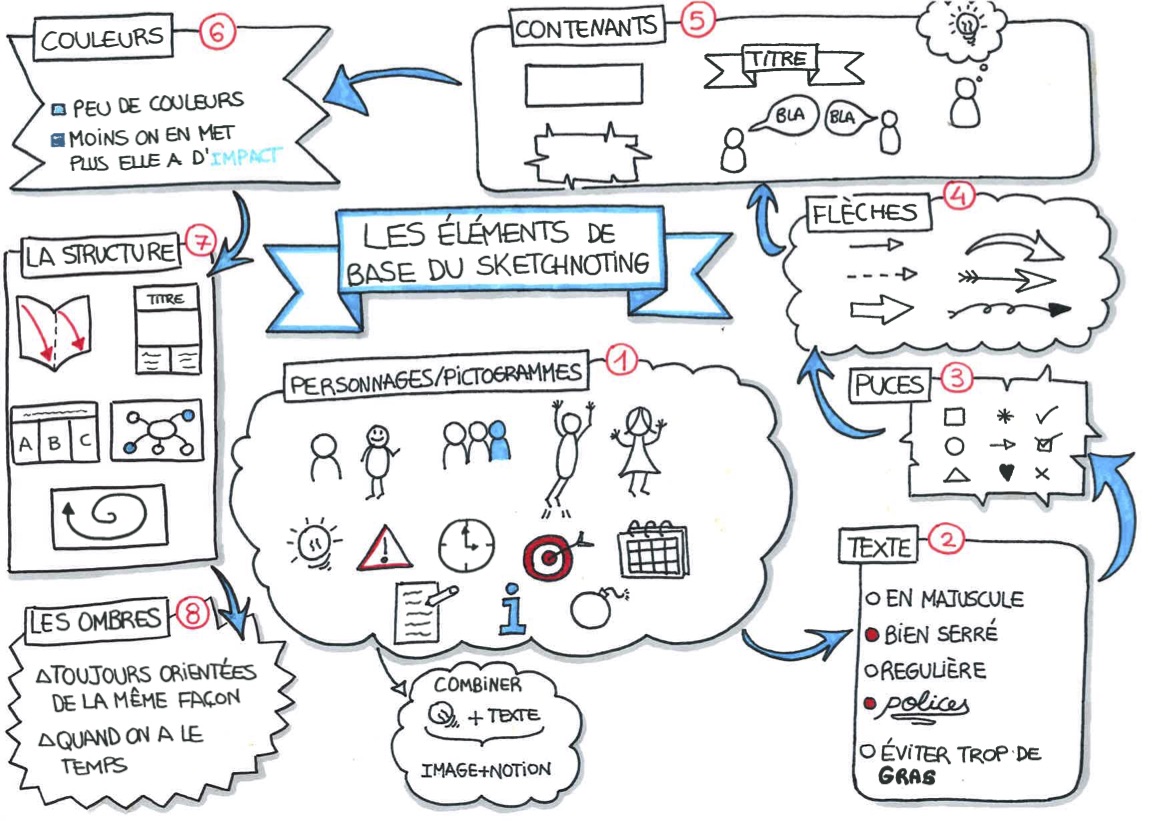 LES ÉLÉMENTS DE
BASE DU SKETCHNOTING
PERSONNAGES/PICTOGRAMMES
1
COMBINER
+ TEXTE
IMAGE+NOTION
TEXTE
2
EN MAJUSCULE
BIEN SERRÉ
REGULIÈRE
polices
ÉVITER TROP DE
GRAS
PUCES
3
FLÈCHES
4
CONTENANTS
5
TITRE
BLA
BLA
COULEURS
6
PEU DE COULEURS
MOINS ON EN MET
PLUS ELLE A D'IMPACT
LA STRUCTURE
7
TITRE
A B C
LES OMBRES
8
TOUJOURS ORIENTÉES
DE LA MÊME FAÇON
QUAND ON A LE
TEMPS